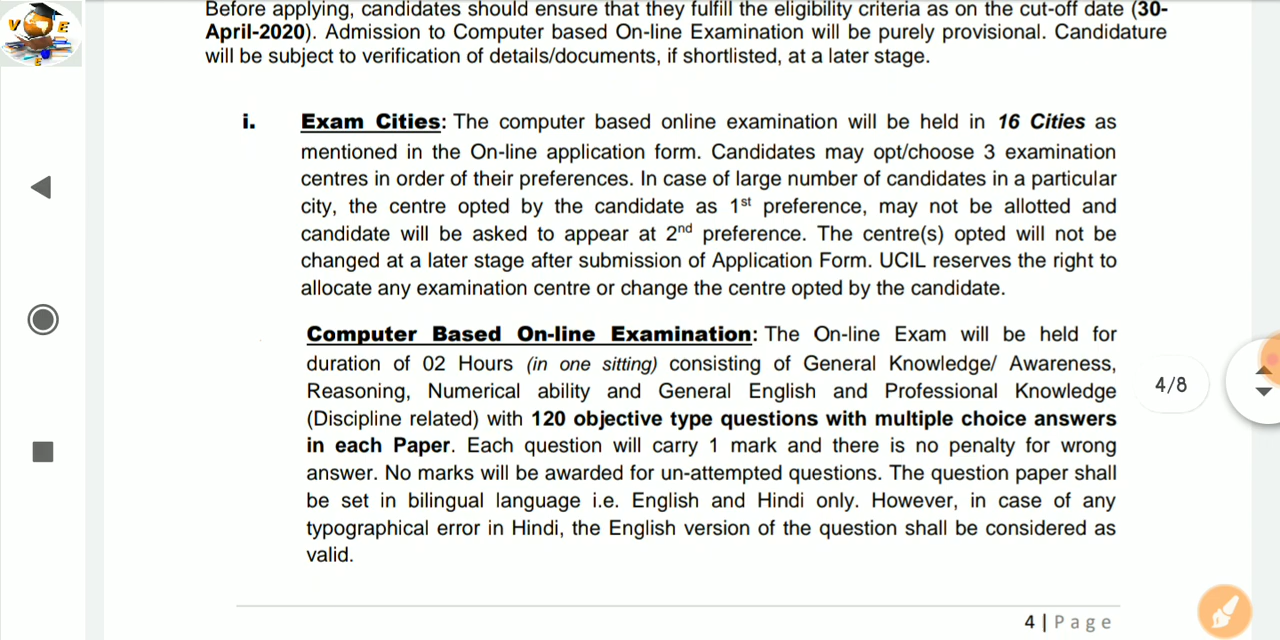 Before applying, candidates should ensure that they fulfill the eligibility criteria as on the cut-off date (30-
April-2020). Admission to Computer based On-line Examination will be purely provisional. Candidature
will be subject to verification of details/documents, if shortlisted, at a later stage.
V E
E
i. Exam Cities: The computer based online examination will be held in 16 Cities as
mentioned in the On-line application form. Candidates may opt/choose 3 examination
centres in order of their preferences. In case of large number of candidates in a particular
city, the centre opted by the candidate as 1st preference, may not be allotted and
candidate will be asked to appear at 2nd preference. The centre(s) opted will not be
changed at a later stage after submission of Application Form. UCIL reserves the right to
allocate any examination centre or change the centre opted by the candidate.
Computer Based On-line Examination: The On-line Exam will be held for
duration of 02 Hours (in one sitting) consisting of General Knowledge/ Awareness,
Reasoning, Numerical ability and General English and Professional Knowledge
(Discipline related) with 120 objective type questions with multiple choice answers
in each Paper. Each question will carry 1 mark and there is no penalty for wrong
answer. No marks will be awarded for un-attempted questions. The question paper shall
be set in bilingual language i.e. English and Hindi only. However, in case of any
typographical error in Hindi, the English version of the question shall be considered as
valid.
4/8
4 | Page